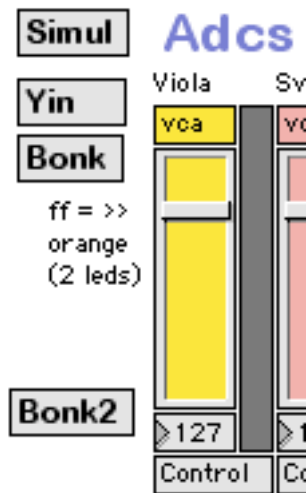 Simul
Adcs
Viola
Yin
vca
Bonk
ff = >>
orange
(2 leds)
Bonk2
127
Control